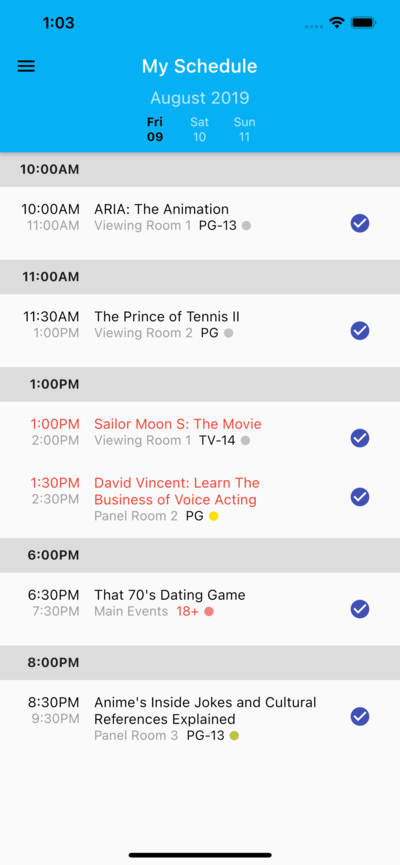 1:03
My Schedule
August 2019
Fri Sat Sun
09 10 11
10:00AM
10:00AM ARIA: The Animation
11:00AM Viewing Room 1 PG-13
11:00AM
11:30AM The Prince of Tennis II
1:00PM Viewing Room 2 PG
1:00PM
1:00PM Sailor Moon S: The Movie
2:00PM Viewing Room 1 TV-14
1:30PM David Vincent: Learn The
2:30PM Business of Voice Acting
Panel Room 2 PG
6:00PM
6:30PM That 70's Dating Game
7:30PM Main Events 18+
8:00PM
8:30PM Anime's Inside Jokes and Cultural
9:30PM References Explained
Panel Room 3 PG-13